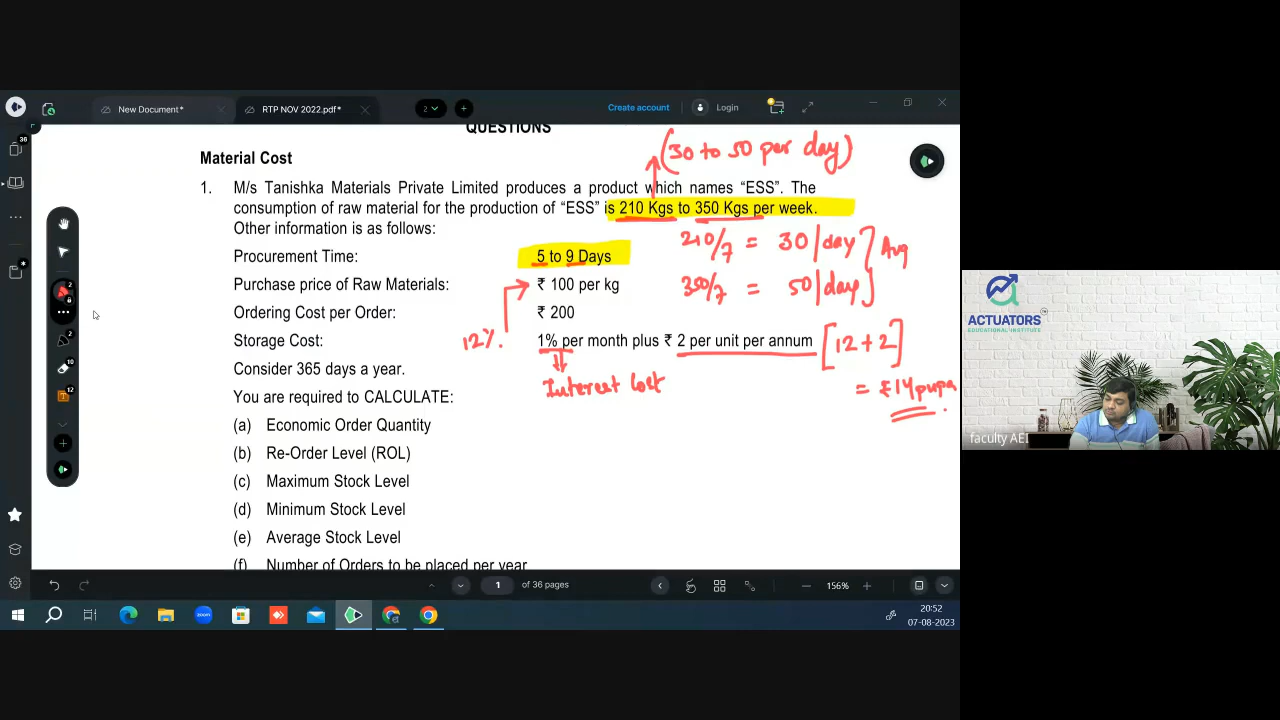 New Document*
RTP NOV 2022.pdf*
Create account
Login
QUESTIONS
(30 to 50 per day)
Material Cost
1. M/s Tanishka Materials Private Limited produces a product which names “ESS”. The
consumption of raw material for the production of “ESS” is 210 Kgs to 350 Kgs per week.
Other information is as follows:
210/7 = 30/day
Avg
Procurement Time: 5 to 9 Days
Purchase price of Raw Materials: ₹ 100 per kg
350/7 = 50/day
Ordering Cost per Order: ₹ 200
12%.
Storage Cost: 1% per month plus ₹ 2 per unit per annum [12 + 2]
Consider 365 days a year.
Interest Cost
= ₹14 pupa
You are required to CALCULATE:
(a) Economic Order Quantity
(b) Re-Order Level (ROL)
(c) Maximum Stock Level
(d) Minimum Stock Level
(e) Average Stock Level
(f) Number of Orders to be placed per year
1 of 36 pages
156%
20:52
07-08-2023
ACTUATORS
EDUCATIONAL INSTITUTE
faculty AEI
36
2
2
10
12
zoom